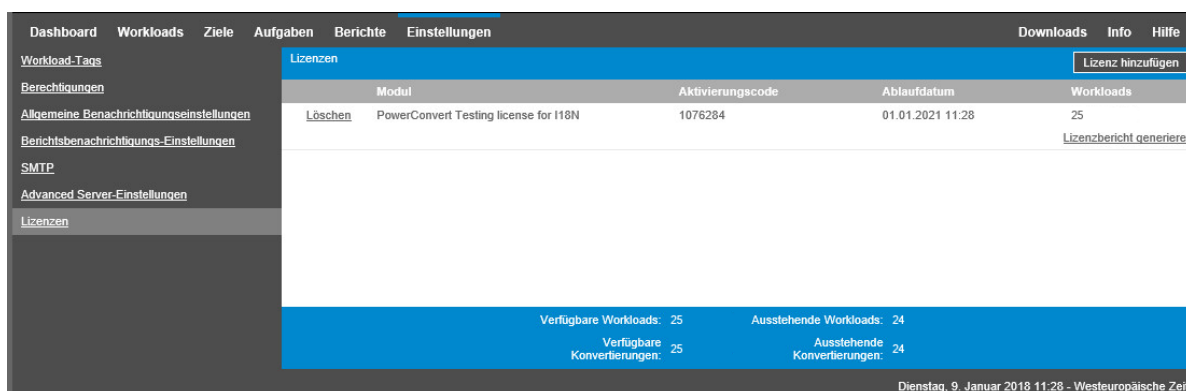 Dashboard Workloads Ziele Aufgaben Berichte Einstellungen Downloads Info Hilfe
Workload-Tags
Berechtigungen
Allgemeine Benachrichtigungseinstellungen
Berichtsbenachrichtigungs-Einstellungen
SMTP
Advanced Server-Einstellungen
Lizenzen
Lizenzen Lizenz hinzufügen
Modul Aktivierungscode Ablaufdatum Workloads
Löschen PowerConvert Testing license for I18N 1076284 01.01.2021 11:28 25
Lizenzbericht generiere
Verfügbare Workloads: 25 Ausstehende Workloads: 24
Verfügbare Konvertierungen: 25 Ausstehende Konvertierungen: 24
Dienstag, 9. Januar 2018 11:28 - Westeuropäische Zei